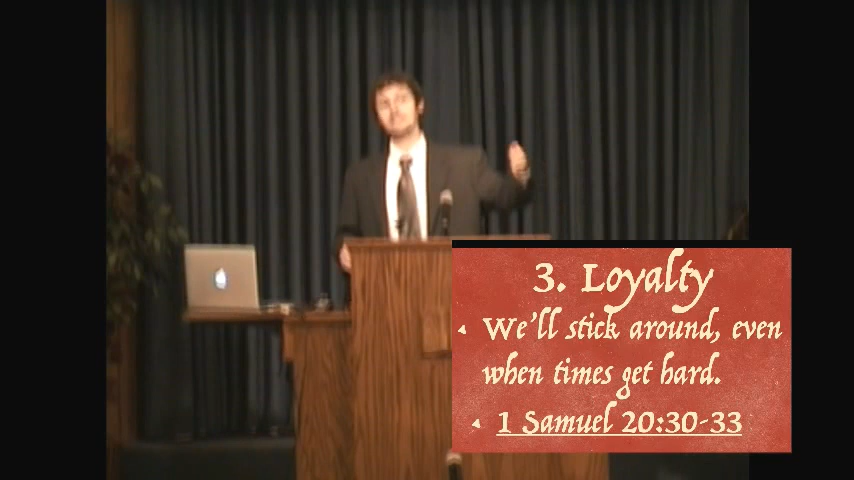 3. Loyalty
We'll stick around, even
when times get hard.
1 Samuel 20:30-33